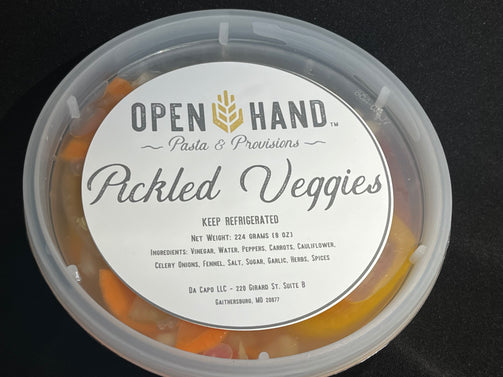 OPEN HAND TM
~ Pasta & Provisions ~
Pickled Veggies
KEEP REFRIGERATED
NET WEIGHT: 224 GRAMS (8 OZ)
INGREDIENTS: VINEGAR, WATER, PEPPERS, CARROTS, CAULIFLOWER,
CELERY ONIONS, FENNEL, SALT, SUGAR, GARLIC, HERBS, SPICES
DA CAPO LLC - 220 GIRARD ST. SUITE B
GAITHERSBURG, MD 20877